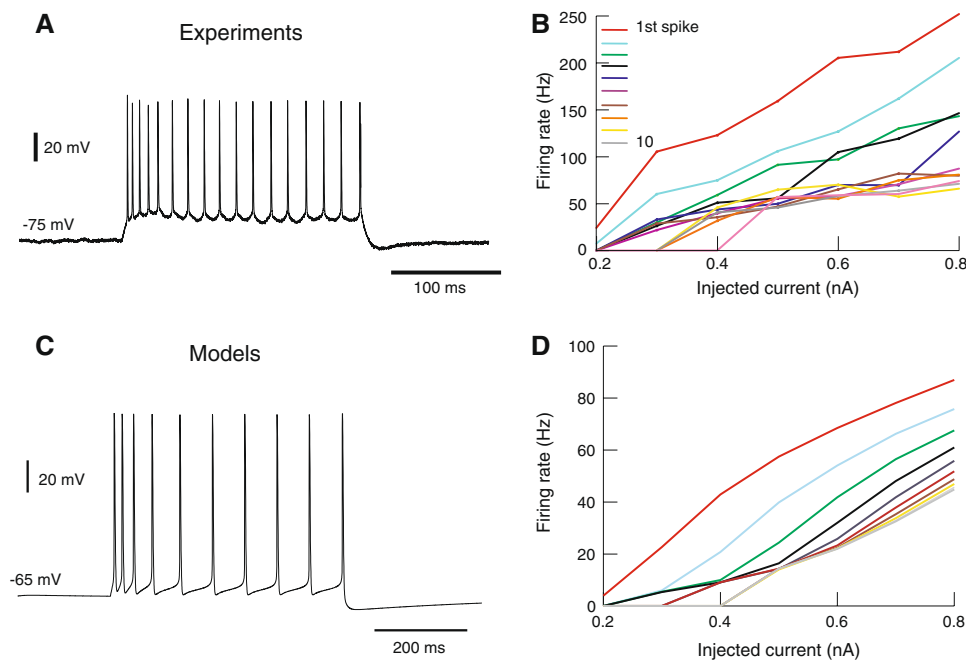 A
Experiments
20 mV
-75 mV
100 ms
B
Firing rate (Hz)
250
200
150
100
50
0
1st spike
10
0.2
0.4
0.6
0.8
Injected current (nA)
C
Models
20 mV
-65 mV
200 ms
D
Firing rate (Hz)
100
80
60
40
20
0
0.2
0.4
0.6
0.8
Injected current (nA)